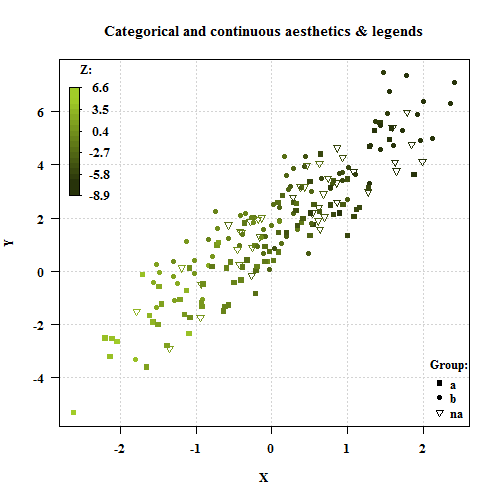 Categorical and continuous aesthetics & legends
Z:
6.6
3.5
0.4
-2.7
-5.8
-8.9
6
4
2
0
-2
-4
Y
Group:
a
b
na
-2
-1
0
1
2
X